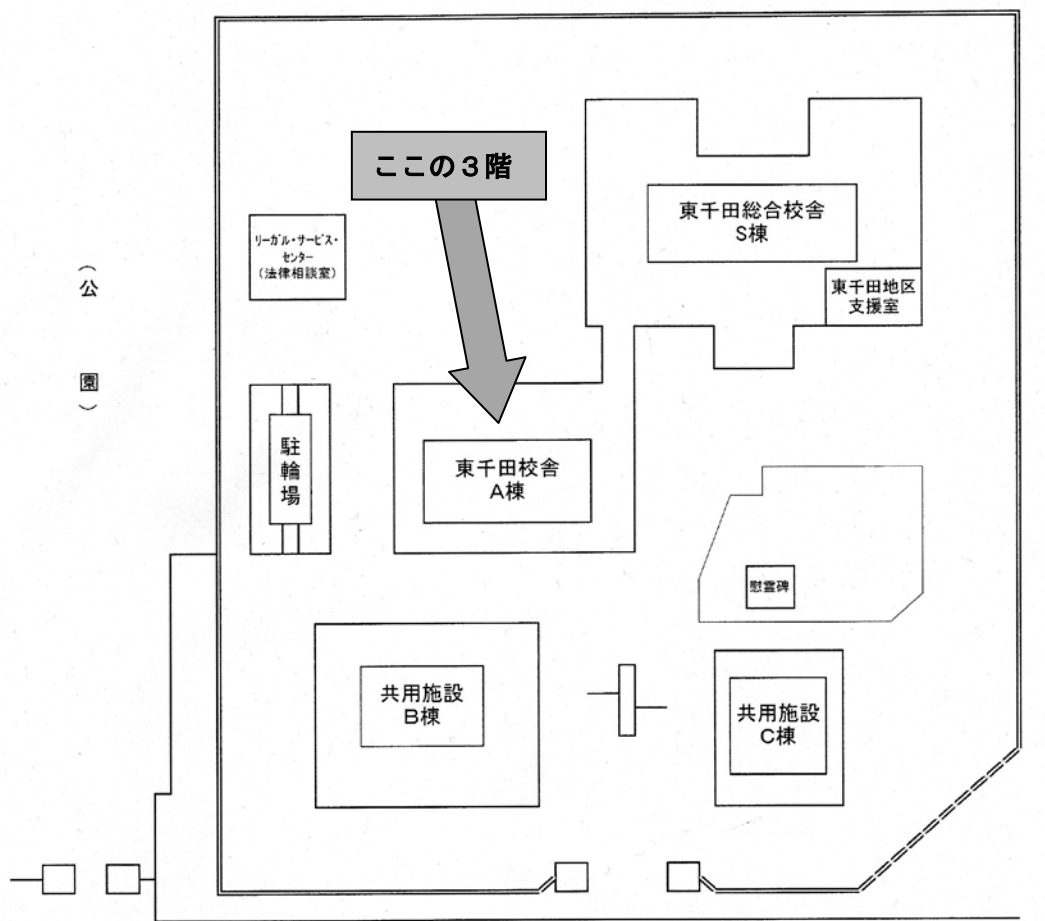 ここの３階
東千田総合校舎
S棟
リーガル・サービス・
センター
(法律相談室)
東千田地区
支援室
（公園）
駐輪場
東千田校舎
A棟
慰霊碑
共用施設
B棟
共用施設
C棟